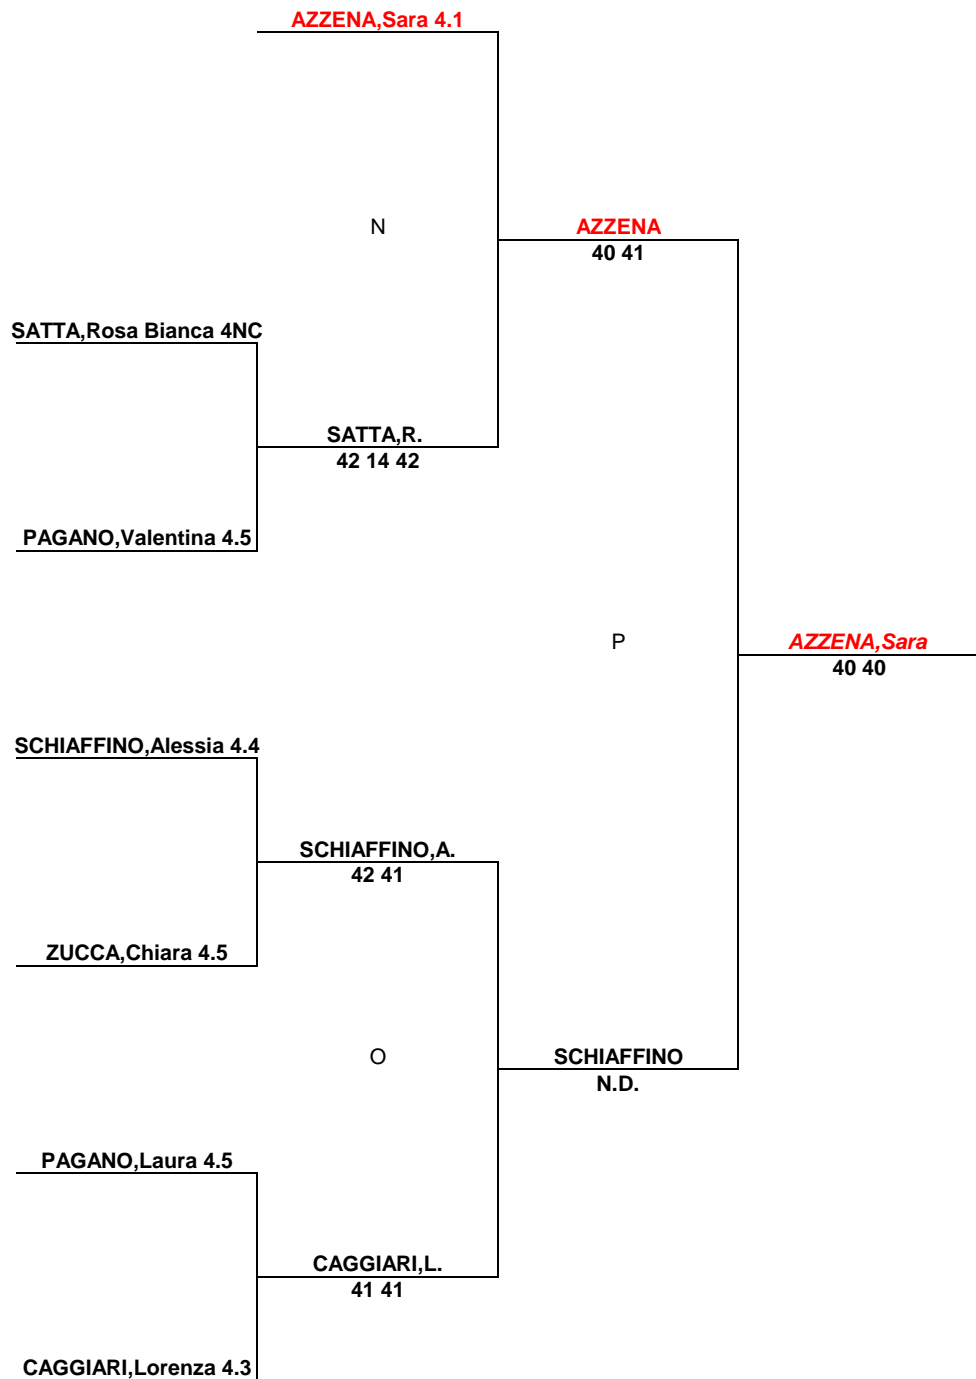 AZZENA,Sara 4.1
N
AZZENA
40 41
SATTA,Rosa Bianca 4NC
SATTA,R.
42 14 42
PAGANO,Valentina 4.5
P
AZZENA,Sara
40 40
SCHIAFFINO,Alessia 4.4
SCHIAFFINO,A.
42 41
ZUCCA,Chiara 4.5
O
SCHIAFFINO
N.D.
PAGANO,Laura 4.5
CAGGIARI,L.
41 41
CAGGIARI,Lorenza 4.3